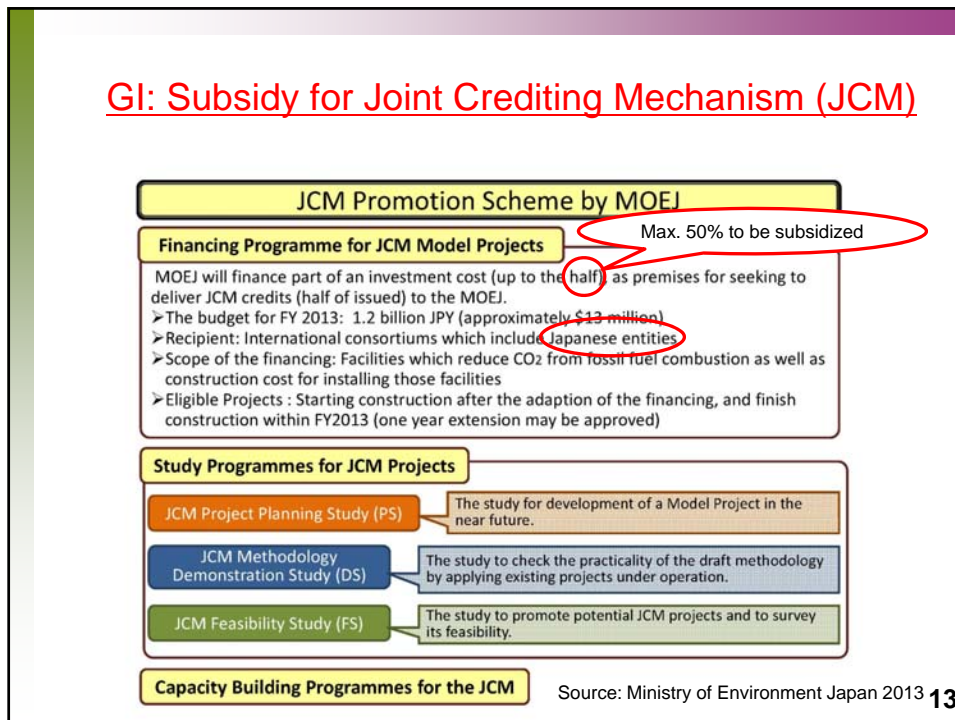 GI: Subsidy for Joint Crediting Mechanism (JCM)
JCM Promotion Scheme by MOEJ
Max. 50% to be subsidized
Financing Programme for JCM Model Projects
MOEJ will finance part of an investment cost (up to the half), as premises for seeking to
deliver JCM credits (half of issued) to the MOEJ.
➤The budget for FY 2013: 1.2 billion JPY (approximately $13 million)
➤Recipient: International consortiums which include Japanese entities
➤Scope of the financing: Facilities which reduce CO2 from fossil fuel combustion as well as
construction cost for installing those facilities
➤Eligible Projects : Starting construction after the adaption of the financing, and finish
construction within FY2013 (one year extension may be approved)
Study Programmes for JCM Projects
JCM Project Planning Study (PS)
The study for development of a Model Project in the
near future.
JCM Methodology
Demonstration Study (DS)
The study to check the practicality of the draft methodology
by applying existing projects under operation.
JCM Feasibility Study (FS)
The study to promote potential JCM projects and to survey
its feasibility.
Capacity Building Programmes for the JCM
Source: Ministry of Environment Japan 2013
13